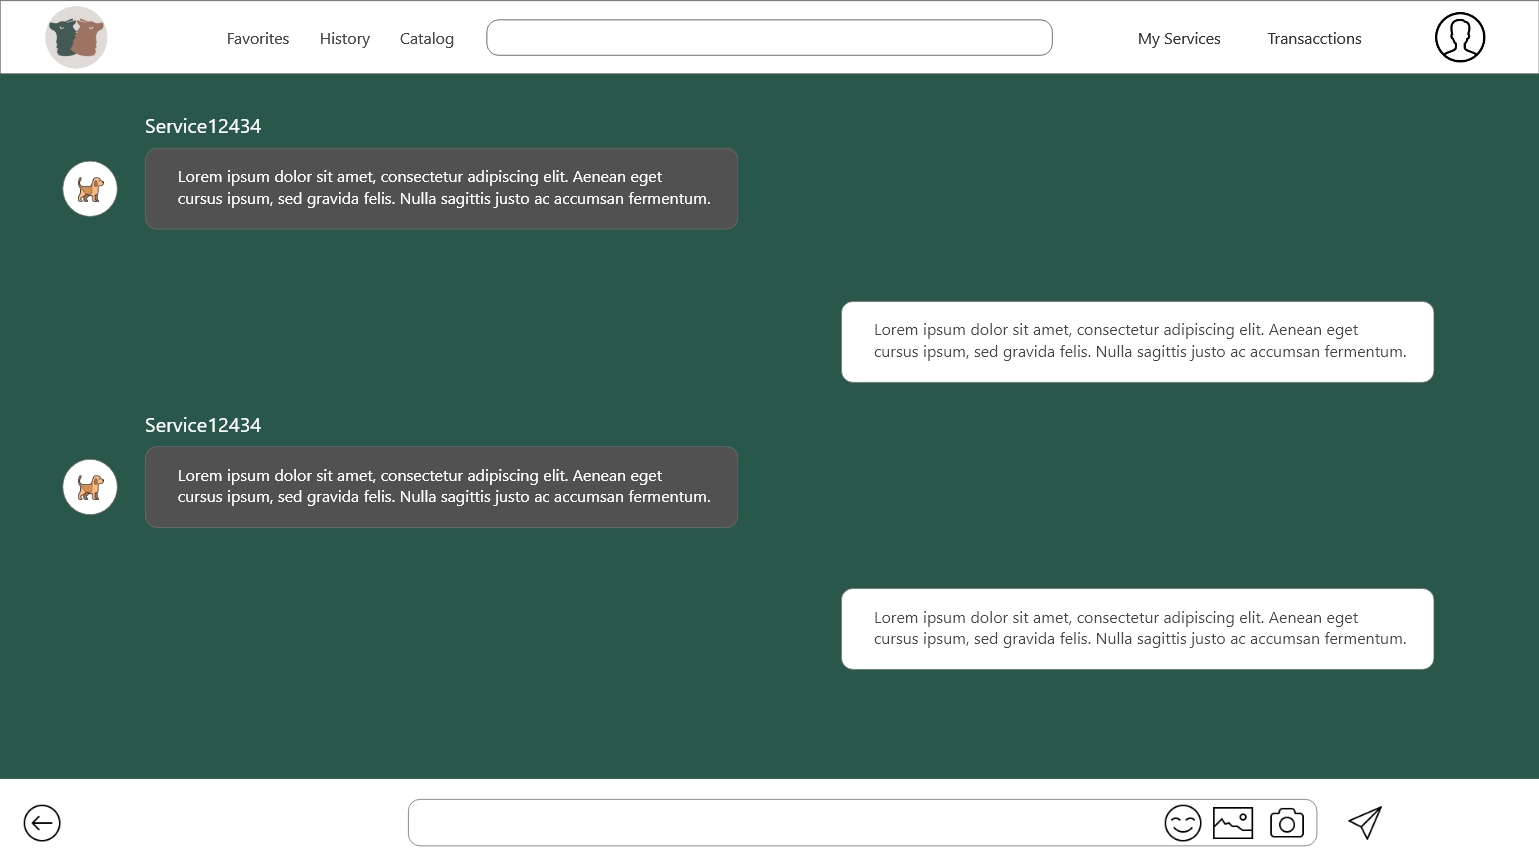 Favorites History Catalog My Services Transacctions
Service12434
Lorem ipsum dolor sit amet, consectetur adipiscing elit. Aenean eget
cursus ipsum, sed gravida felis. Nulla sagittis justo ac accumsan fermentum.
Lorem ipsum dolor sit amet, consectetur adipiscing elit. Aenean eget
cursus ipsum, sed gravida felis. Nulla sagittis justo ac accumsan fermentum.
Service12434
Lorem ipsum dolor sit amet, consectetur adipiscing elit. Aenean eget
cursus ipsum, sed gravida felis. Nulla sagittis justo ac accumsan fermentum.
Lorem ipsum dolor sit amet, consectetur adipiscing elit. Aenean eget
cursus ipsum, sed gravida felis. Nulla sagittis justo ac accumsan fermentum.